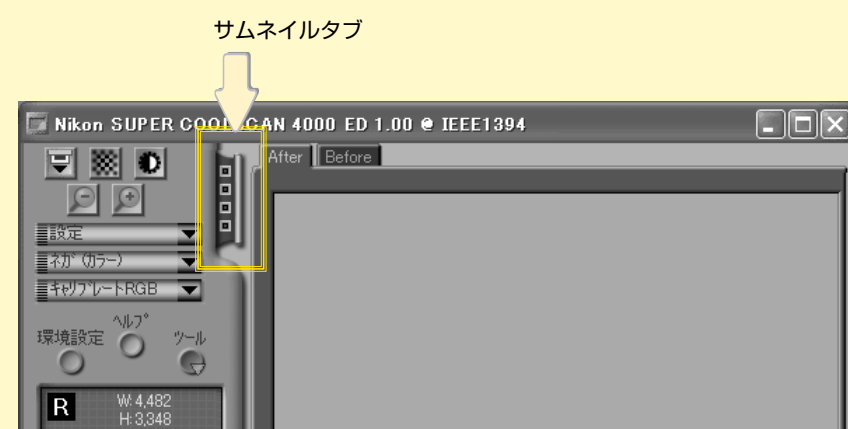 サムネイルタブ
Nikon SUPER COOLSCAN 4000 ED 1.00 @ IEEE1394
After Before
設定
ネガ (カラー)
キャリブレートRGB
ヘルプ
環境設定 ツール
R W: 4,482
H: 3,348